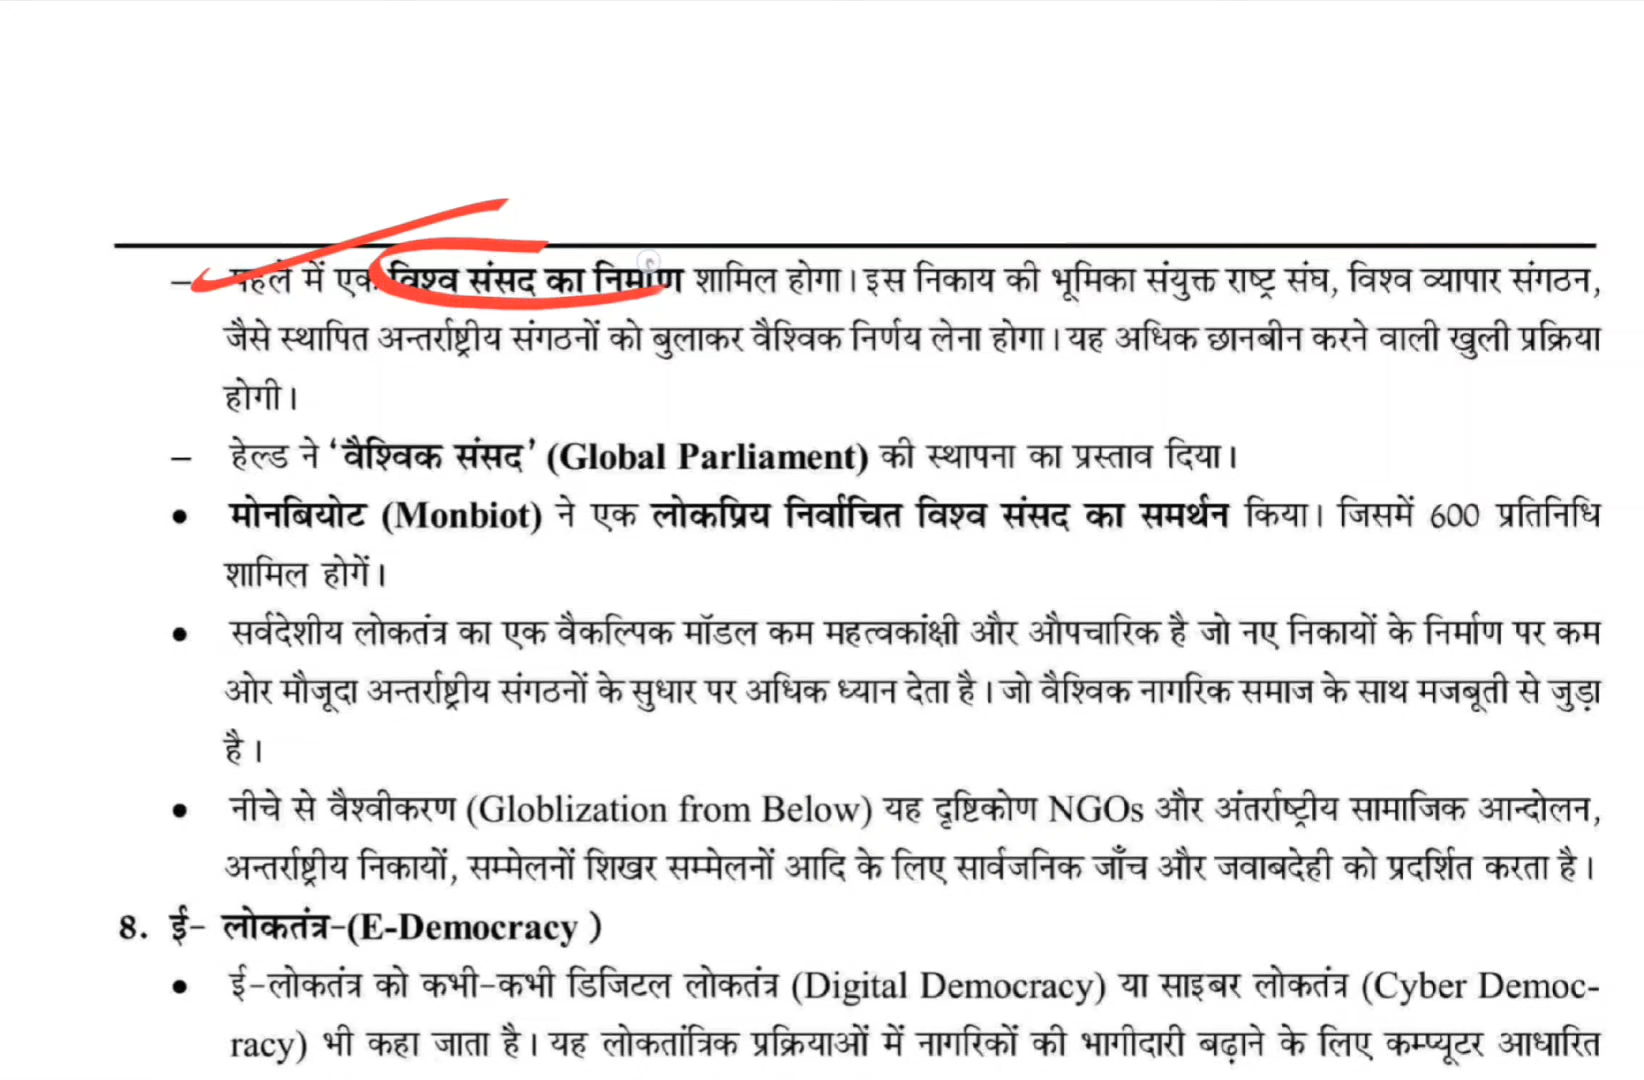 – पहले में एक विश्व संसद का निर्माण शामिल होगा। इस निकाय की भूमिका संयुक्त राष्ट्र संघ, विश्व व्यापार संगठन,
जैसे स्थापित अन्तर्राष्ट्रीय संगठनों को बुलाकर वैश्विक निर्णय लेना होगा। यह अधिक छानबीन करने वाली खुली प्रक्रिया
होगी।
– हेल्ड ने ‘वैश्विक संसद’ (Global Parliament) की स्थापना का प्रस्ताव दिया।
• मोनबियोट (Monbiot) ने एक लोकप्रिय निर्वाचित विश्व संसद का समर्थन किया। जिसमें 600 प्रतिनिधि
शामिल होगें।
• सर्वदेशीय लोकतंत्र का एक वैकल्पिक मॉडल कम महत्वकांक्षी और औपचारिक है जो नए निकायों के निर्माण पर कम
ओर मौजूदा अन्तर्राष्ट्रीय संगठनों के सुधार पर अधिक ध्यान देता है। जो वैश्विक नागरिक समाज के साथ मजबूती से जुड़ा
है।
• नीचे से वैश्वीकरण (Globlization from Below) यह दृष्टिकोण NGOs और अंतर्राष्ट्रीय सामाजिक आन्दोलन,
अन्तर्राष्ट्रीय निकायों, सम्मेलनों शिखर सम्मेलनों आदि के लिए सार्वजनिक जाँच और जवाबदेही को प्रदर्शित करता है।
8. ई- लोकतंत्र-(E-Democracy )
• ई-लोकतंत्र को कभी-कभी डिजिटल लोकतंत्र (Digital Democracy) या साइबर लोकतंत्र (Cyber Democ-
racy) भी कहा जाता है। यह लोकतांत्रिक प्रक्रियाओं में नागरिकों की भागीदारी बढ़ाने के लिए कम्प्यूटर आधारित